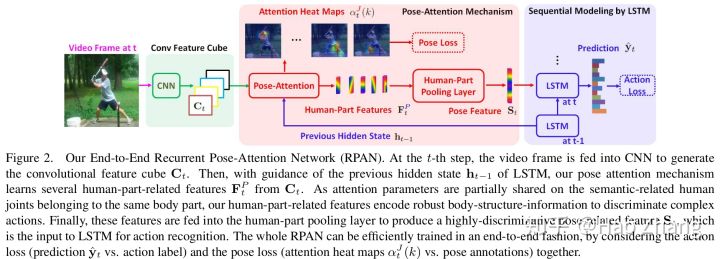 Attention Heat Maps α_t^J(k)
Pose-Attention Mechanism
Sequential Modeling by LSTM
Video Frame at t
Conv Feature Cube
...
Pose Loss
Prediction ŷ_t
CNN
C_t
Pose-Attention
Human-Part
Pooling Layer
LSTM
at t
Action
Loss
Human-Part Features F_t^P
Pose Feature S_t
Previous Hidden State h_{t−1}
LSTM
at t-1
Figure 2. Our End-to-End Recurrent Pose-Attention Network (RPAN). At the t-th step, the video frame is fed into CNN to generate
the convolutional feature cube C_t. Then, with guidance of the previous hidden state h_{t−1} of LSTM, our pose attention mechanism
learns several human-part-related features F_t^P from C_t. As attention parameters are partially shared on the semantic-related human
joints belonging to the same body part, our human-part-related features encode robust body-structure-information to discriminate complex
actions. Finally, these features are fed into the human-part pooling layer to produce a highly-discriminative pose-related feature S_t, which
is the input to LSTM for action recognition. The whole RPAN can be efficiently trained in an end-to-end fashion, by considering the action
loss (prediction ŷ_t vs. action label) and the pose loss (attention heat maps α_t^J(k) vs. pose annotations) together.
知乎 @Hao Zhang